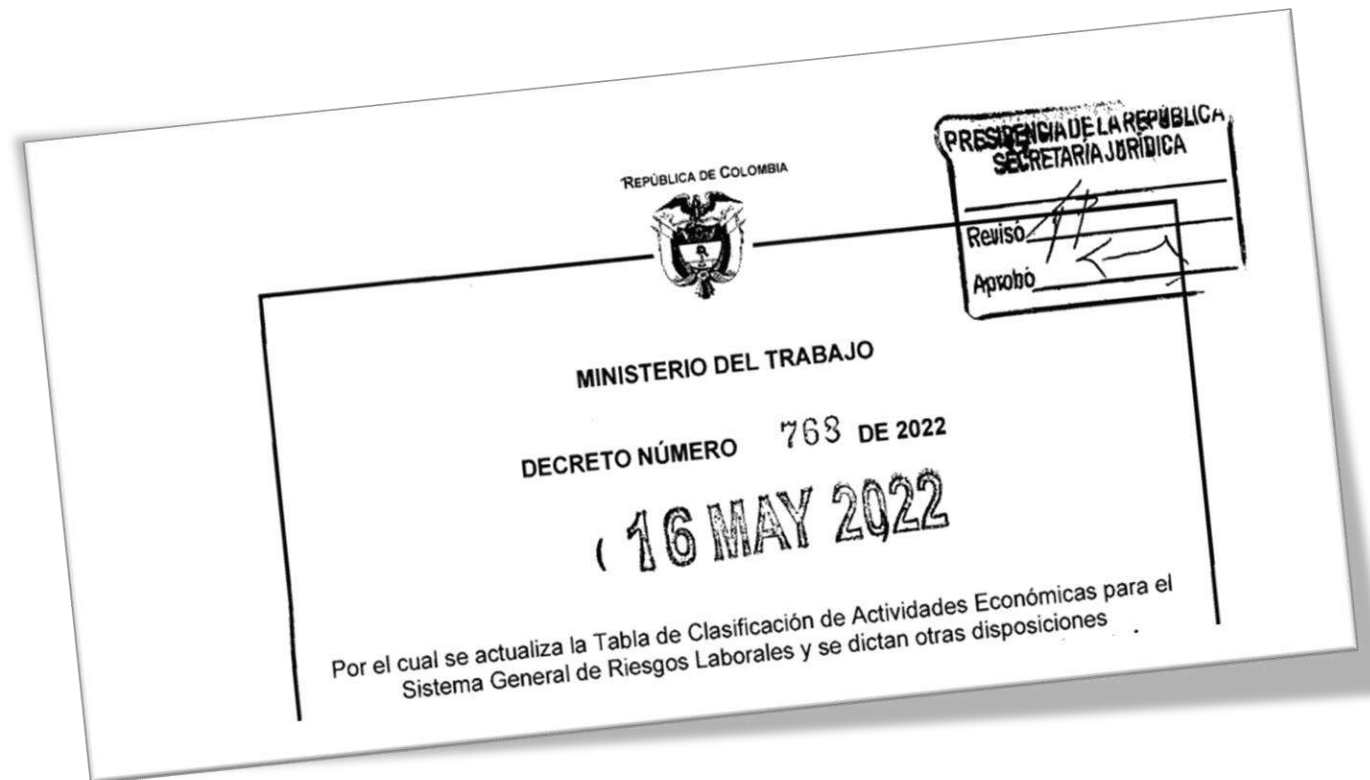 REPÚBLICA DE COLOMBIA
PRESIDENCIA DE LA REPÚBLICA
SECRETARÍA JURÍDICA
Revisó
Aprobó
MINISTERIO DEL TRABAJO
DECRETO NÚMERO 768 DE 2022
( 16 MAY 2022
Por el cual se actualiza la Tabla de Clasificación de Actividades Económicas para el
Sistema General de Riesgos Laborales y se dictan otras disposiciones